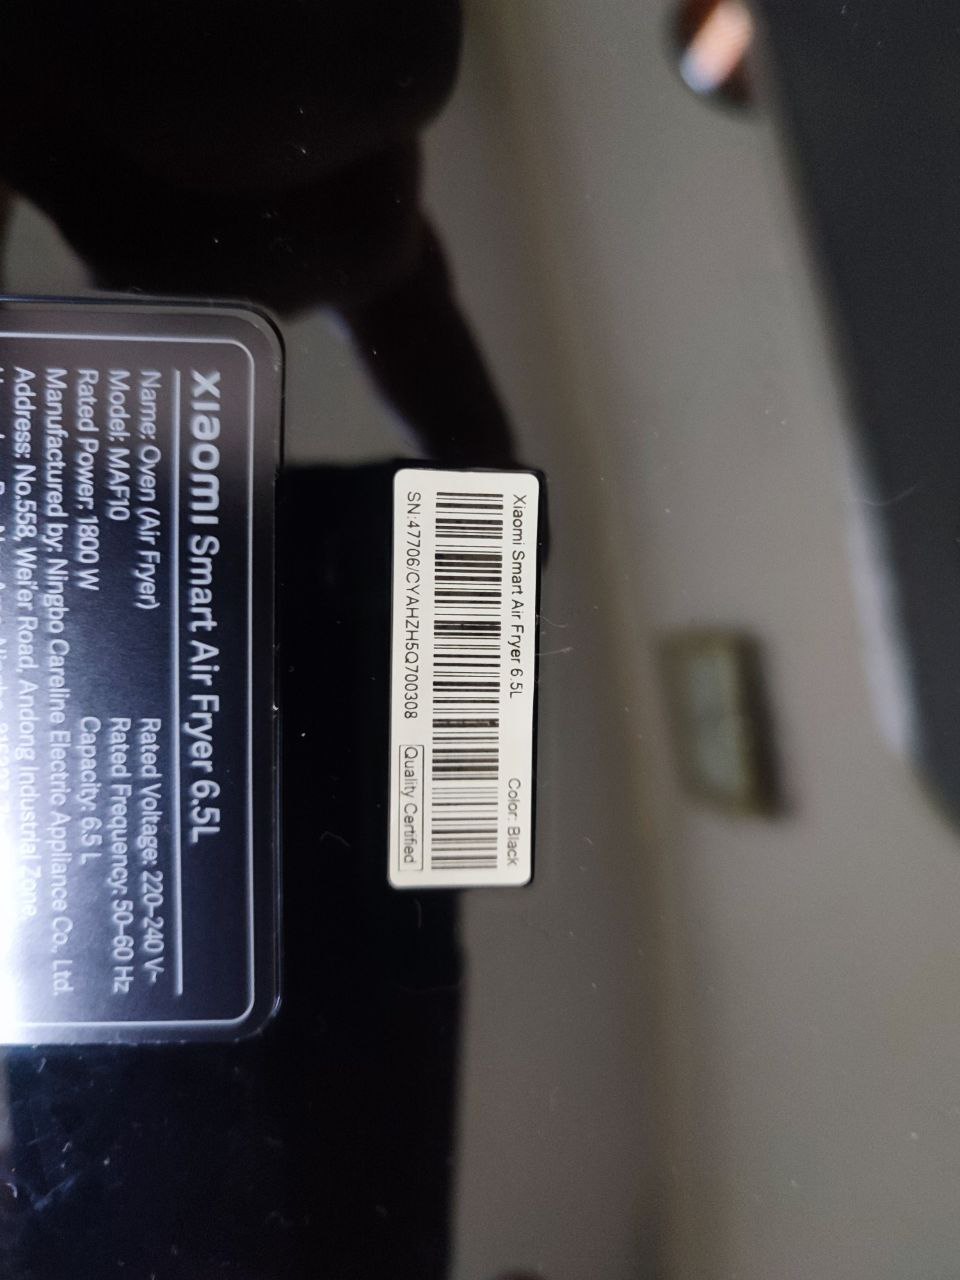 xiaomi Smart Air Fryer 6.5L
Name: Oven (Air Fryer) Rated Voltage: 220–240 V~
Model: MAF10 Rated Frequency: 50–60 Hz
Rated Power: 1800 W Capacity: 6.5 L
Manufactured by: Ningbo Careline Electric Appliance Co., Ltd.
Address: No.558, Wei'er Road, Andong Industrial Zone,
Xiaomi Smart Air Fryer 6.5L Color: Black
SN:47706/CYAHZH5Q700308 Quality Certified